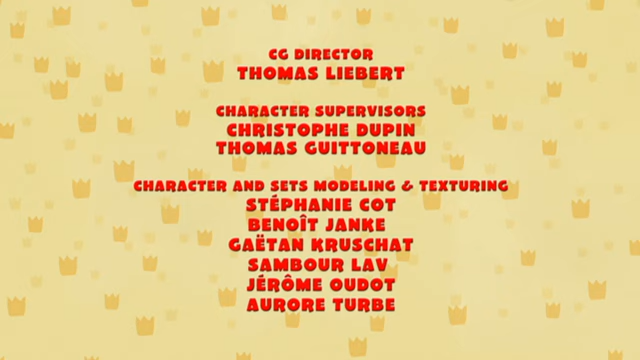 CG DIRECTOR
THOMAS LIEBERT
CHARACTER SUPERVISORS
CHRISTOPHE DUPIN
THOMAS GUITTONEAU
CHARACTER AND SETS MODELING & TEXTURING
STÉPHANIE COT
BENOÎT JANKE
GAËTAN KRUSCHAT
SAMBOUR LAV
JÉRÔME OUDOT
AURORE TURBE